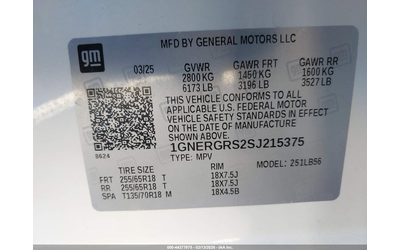 gm
MFD BY GENERAL MOTORS LLC
03/25 GVWR GAWR FRT GAWR RR
2800 KG 1450 KG 1600 KG
6173 LB 3196 LB 3527 LB
THIS VEHICLE CONFORMS TO ALL
APPLICABLE U.S. FEDERAL MOTOR
VEHICLE SAFETY STANDARDS IN
EFFECT ON THE DATE OF MANUFACTURE
SHOWN ABOVE.
1GNERGRS2SJ215375
8624 TYPE: MPV MODEL: 251LB56
TIRE SIZE RIM
FRT 255/65R18 T 18X7.5J
RR 255/65R18 T 18X7.5J
SPA T135/70R18 M 18X4.5B